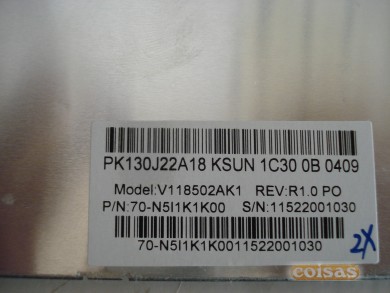 PK130J22A18 KSUN 1C30 0B 0409
Model:V118502AK1 REV:R1.0 PO
P/N:70-N5I1K1K00 S/N:11522001030
70-N5I1K1K0011522001030
2X
coisas